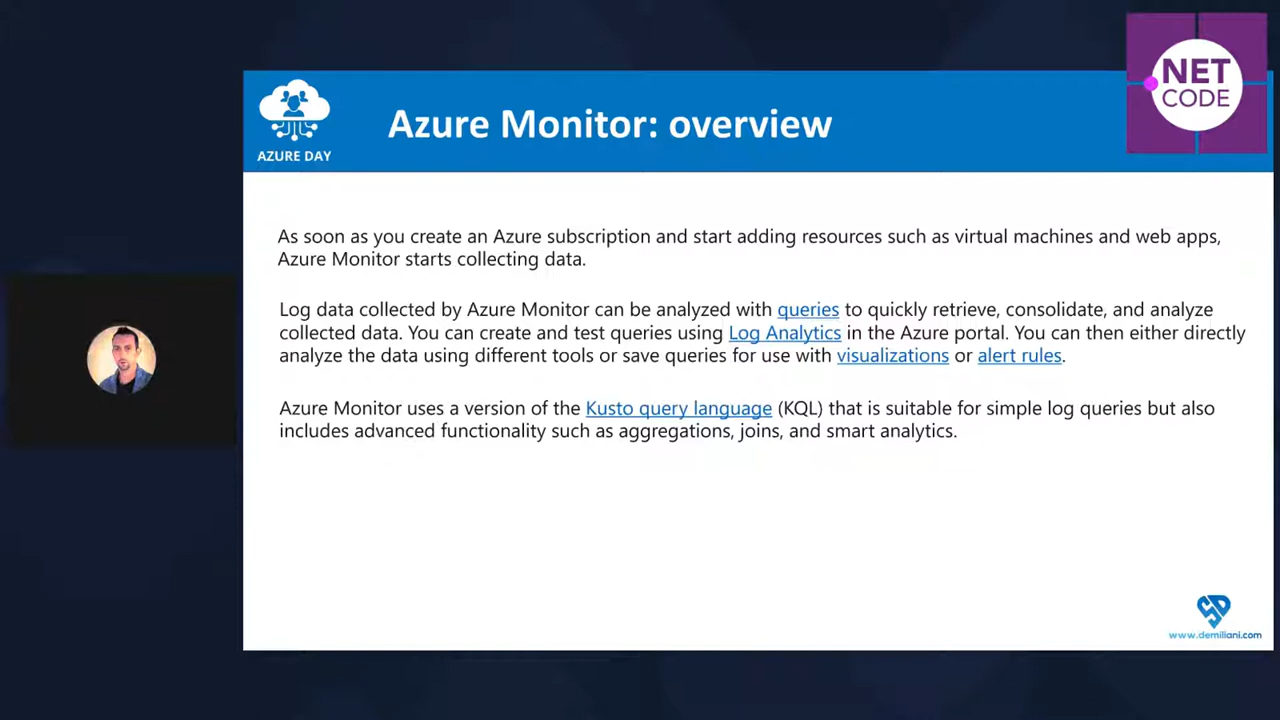 NET
CODE
AZURE DAY
Azure Monitor: overview
As soon as you create an Azure subscription and start adding resources such as virtual machines and web apps,
Azure Monitor starts collecting data.
Log data collected by Azure Monitor can be analyzed with queries to quickly retrieve, consolidate, and analyze
collected data. You can create and test queries using Log Analytics in the Azure portal. You can then either directly
analyze the data using different tools or save queries for use with visualizations or alert rules.
Azure Monitor uses a version of the Kusto query language (KQL) that is suitable for simple log queries but also
includes advanced functionality such as aggregations, joins, and smart analytics.
www.demiliani.com